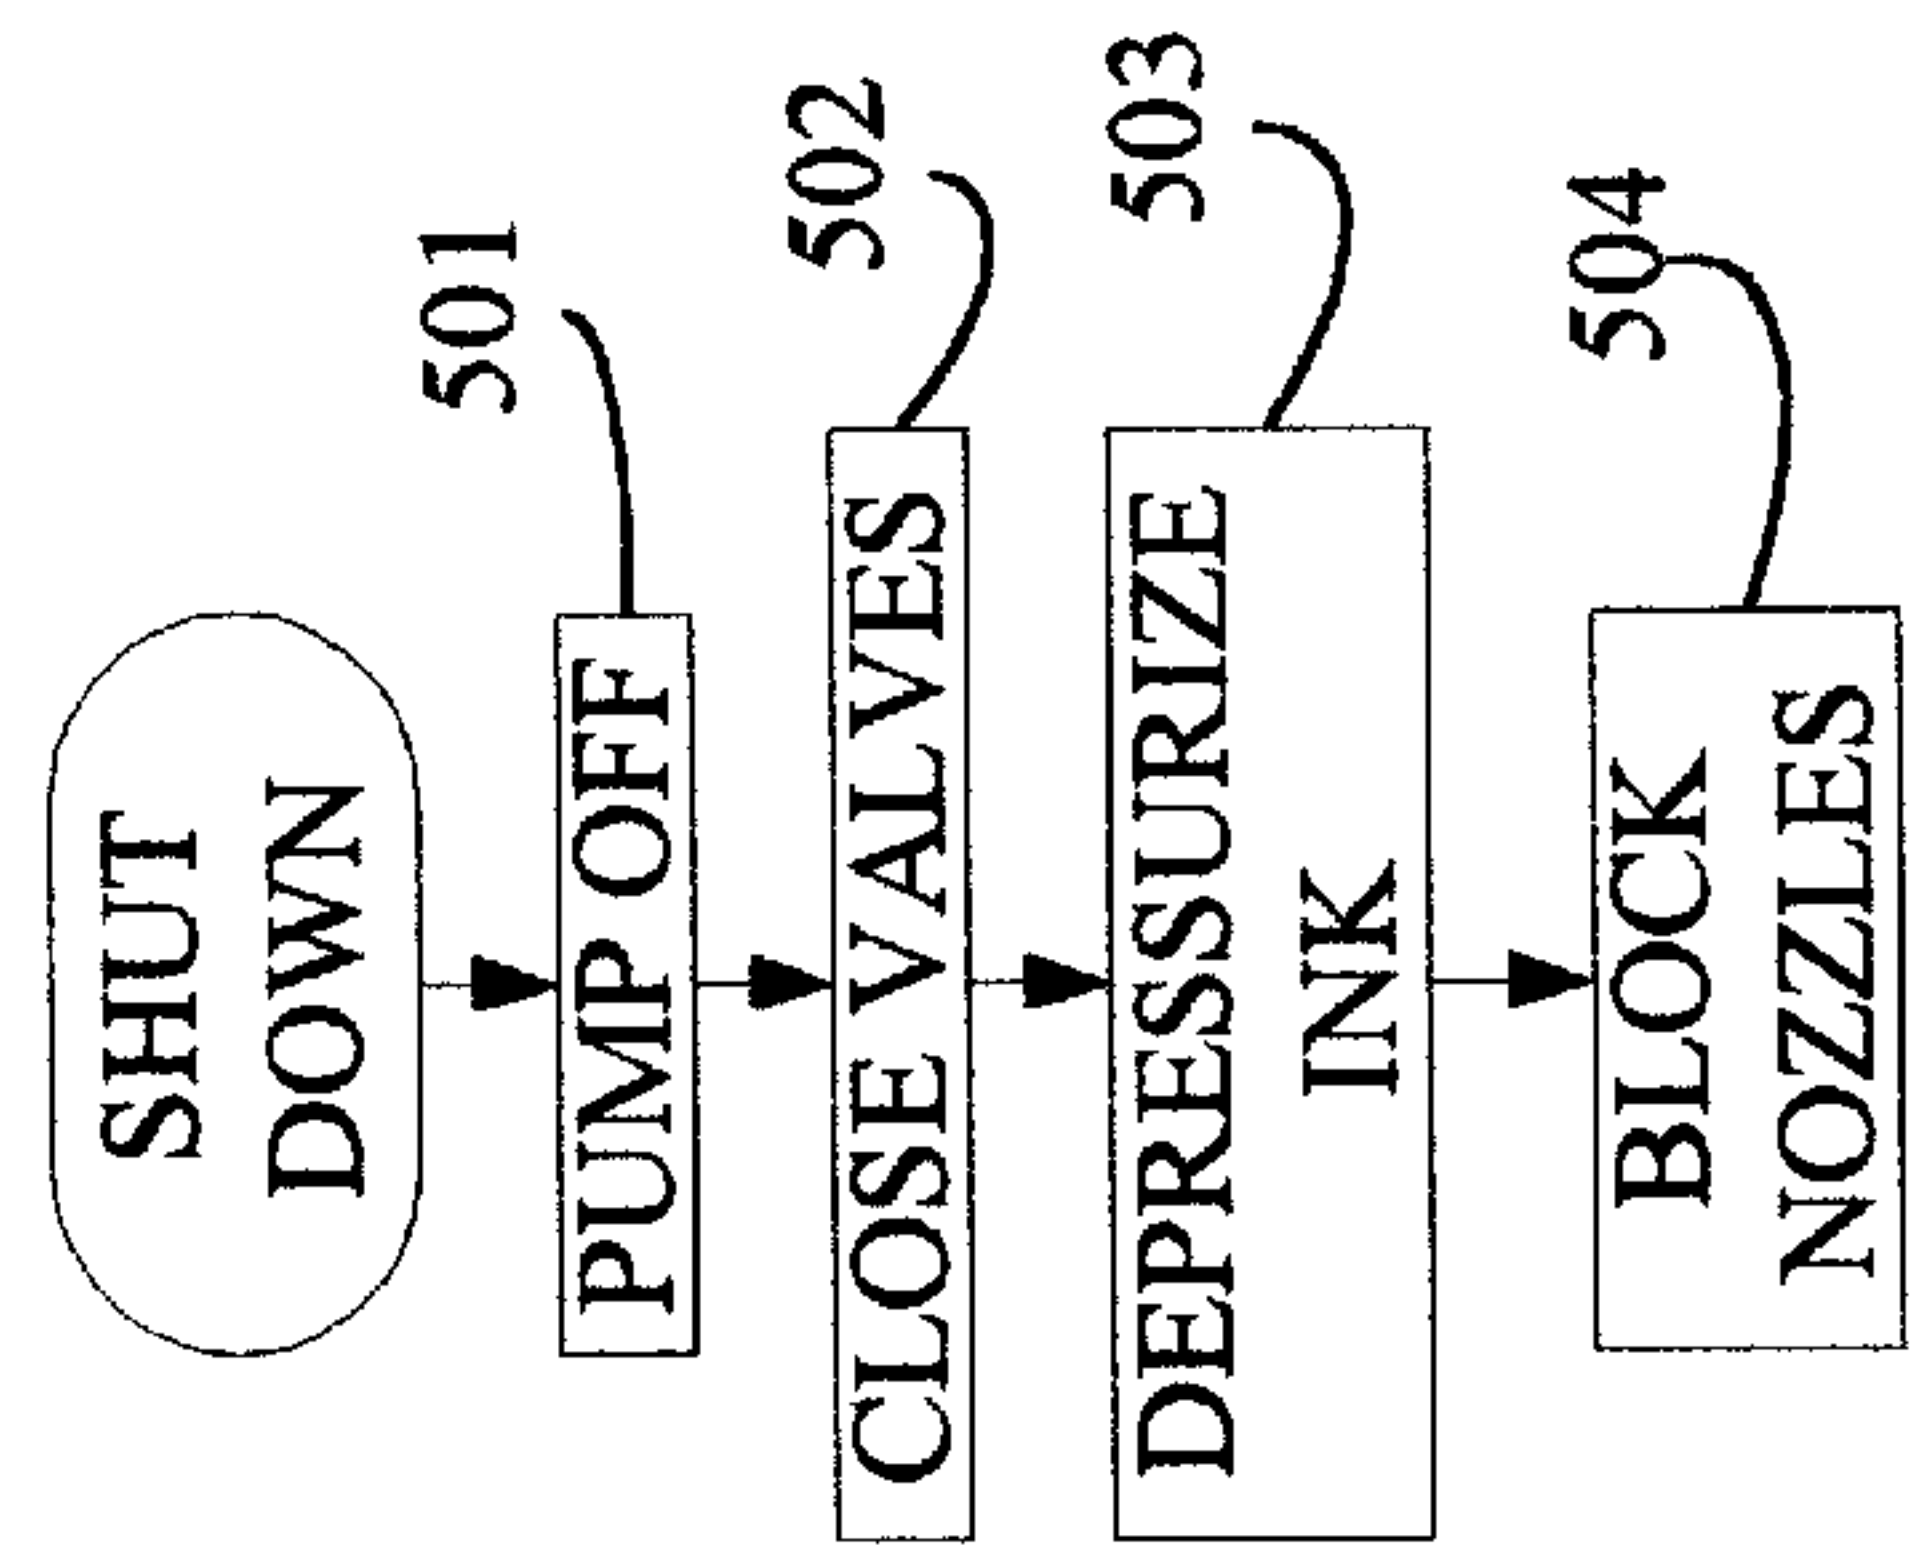 SHUT
DOWN
501
PUMP OFF
502
CLOSE VALVES
503
DEPRESSURIZE
INK
504
BLOCK
NOZZLES